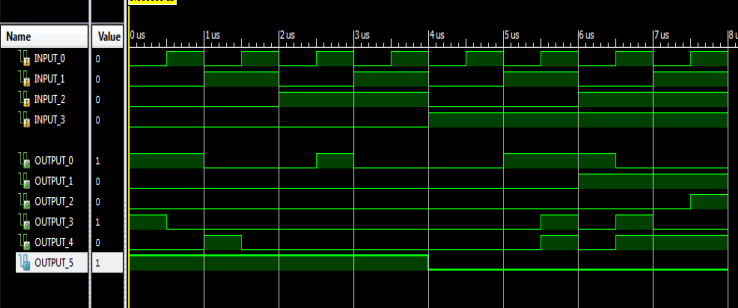 Name Value 0 us 1 us 2 us 3 us 4 us 5 us 6 us 7 us 8 u
INPUT_0 0
INPUT_1 0
INPUT_2 0
INPUT_3 0
OUTPUT_0 1
OUTPUT_1 0
OUTPUT_2 0
OUTPUT_3 1
OUTPUT_4 0
OUTPUT_5 1